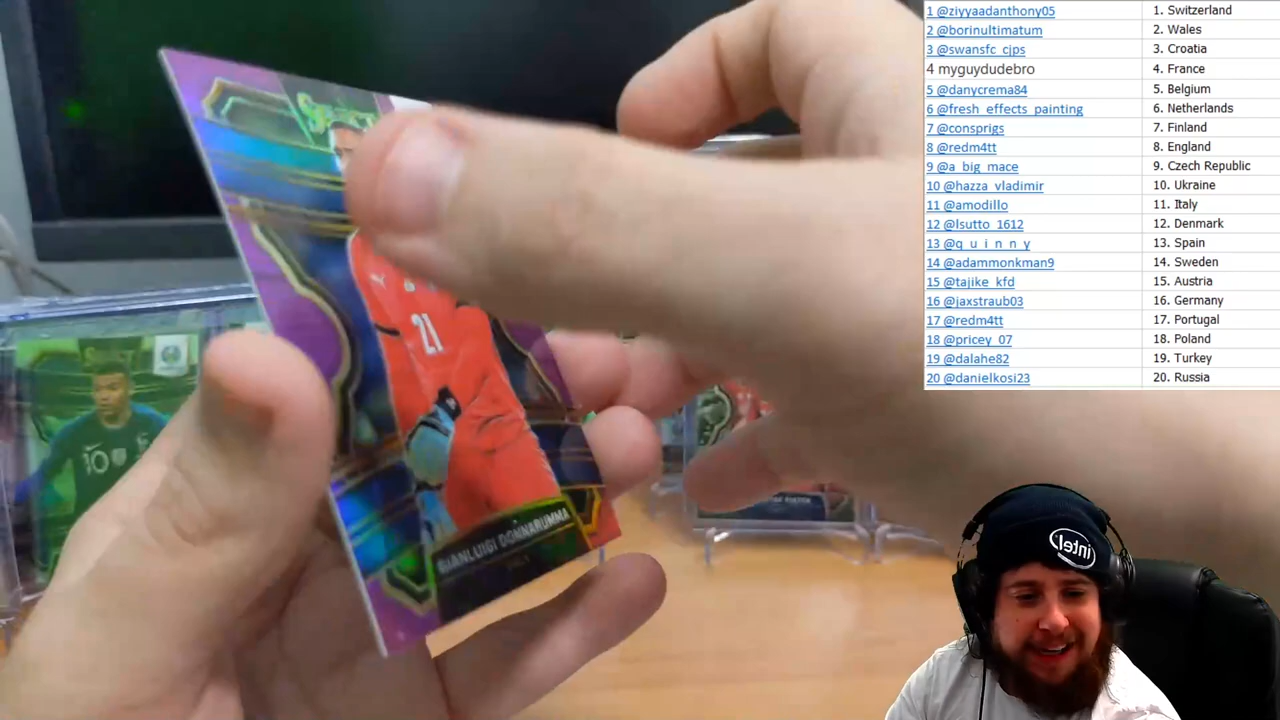 1 @ziyyaadanthony05 1. Switzerland
2 @borinultimatum 2. Wales
3 @swansfc_cjps 3. Croatia
4 myguydudebro 4. France
5 @danycrema84 5. Belgium
6 @fresh_effects_painting 6. Netherlands
7 @consprigs 7. Finland
8 @redm4tt 8. England
9 @a_big_mace 9. Czech Republic
10 @hazza_vladimir 10. Ukraine
11 @amodillo 11. Italy
12 @lsutto_1612 12. Denmark
13 @q_u_i_n_n_y 13. Spain
14 @adammonkman9 14. Sweden
15 @tajike_kfd 15. Austria
16 @jaxstraub03 16. Germany
17 @redm4tt 17. Portugal
18 @pricey_07 18. Poland
19 @dalahe82 19. Turkey
20 @danielkosi23 20. Russia
21
GIANLUIGI DONNARUMMA
10
intel